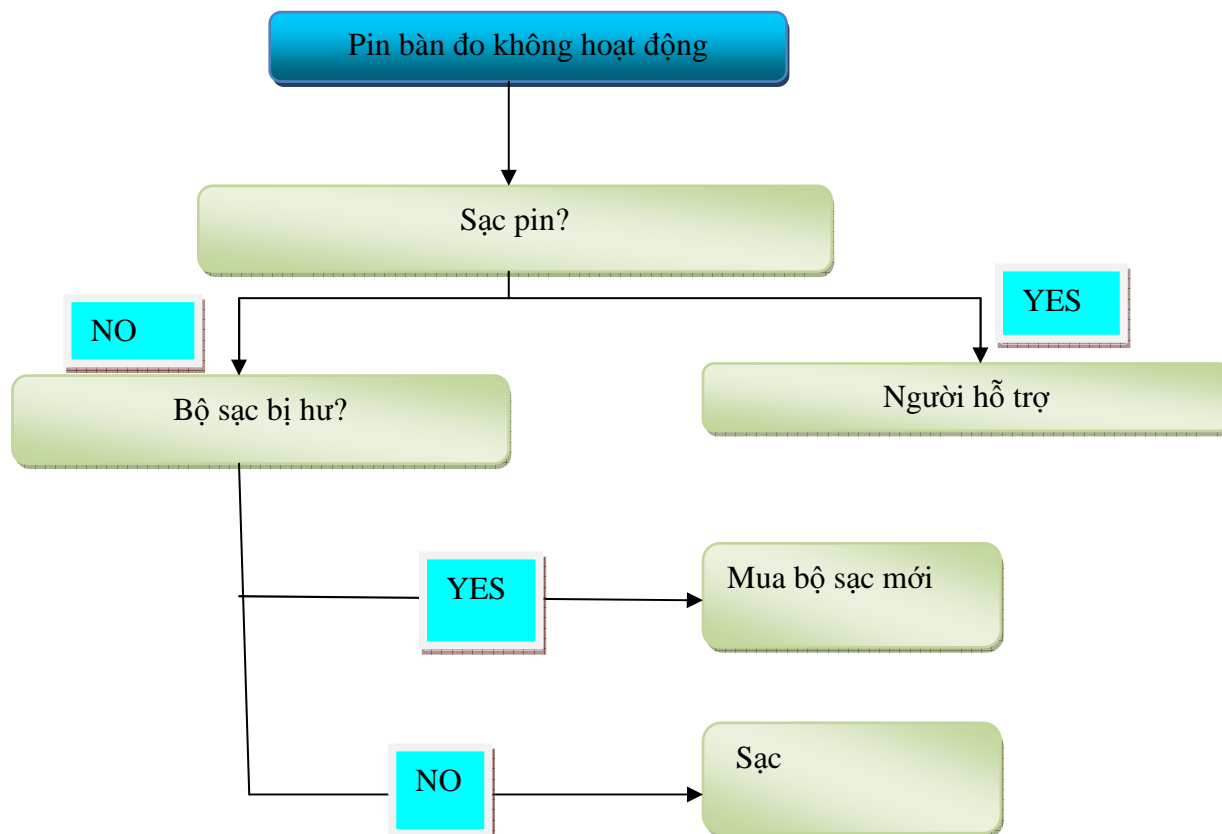 Pin bàn đo không hoạt động
Sạc pin?
NO
YES
Bộ sạc bị hư?
Người hỗ trợ
YES
Mua bộ sạc mới
NO
Sạc